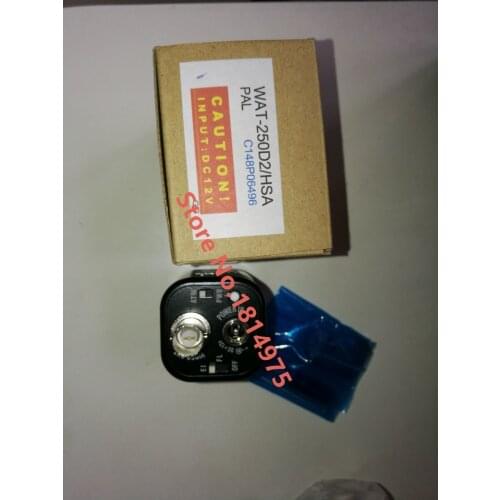 WAT-250D2/HSA
PAL
C148P06496
CAUTION!
INPUT:DC12V
Store No:1814975